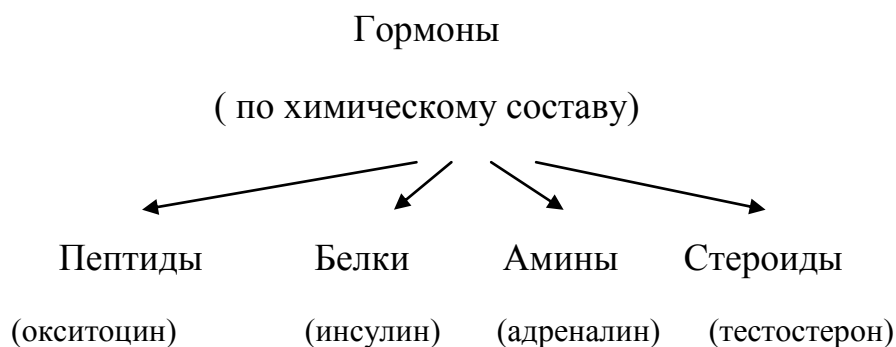 Гормоны
( по химическому составу)
Пептиды Белки Амины Стероиды
(окситоцин) (инсулин) (адреналин) (тестостерон)